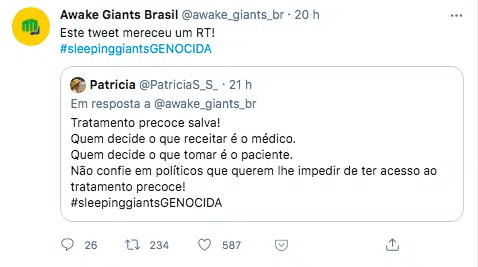 Awake Giants Brasil @awake_giants_br · 20 h
Este tweet mereceu um RT!
#sleepinggiantsGENOCIDA
Patricia @PatriciaS_S_ · 21 h
Em resposta a @awake_giants_br
Tratamento precoce salva!
Quem decide o que receitar é o médico.
Quem decide o que tomar é o paciente.
Não confie em políticos que querem lhe impedir de ter acesso ao
tratamento precoce!
#sleepinggiantsGENOCIDA
26 234 587